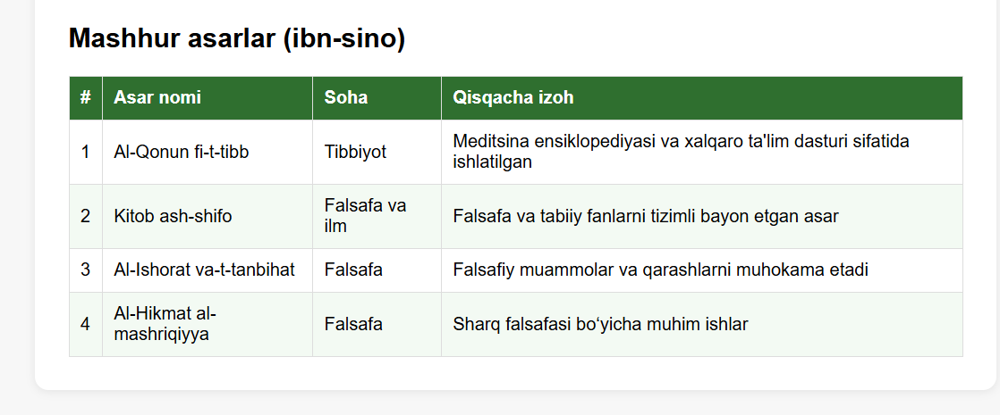 Mashhur asarlar (ibn-sino)
# Asar nomi Soha Qisqacha izoh
1 Al-Qonun fi-t-tibb Tibbiyot Meditsina ensiklopediyasi va xalqaro ta'lim dasturi sifatida
ishlatilgan
2 Kitob ash-shifo Falsafa va
ilm Falsafa va tabiiy fanlarni tizimli bayon etgan asar
3 Al-Ishorat va-t-tanbihat Falsafa Falsafiy muammolar va qarashlarni muhokama etadi
4 Al-Hikmat al-
mashriqiyya Falsafa Sharq falsafasi bo‘yicha muhim ishlar